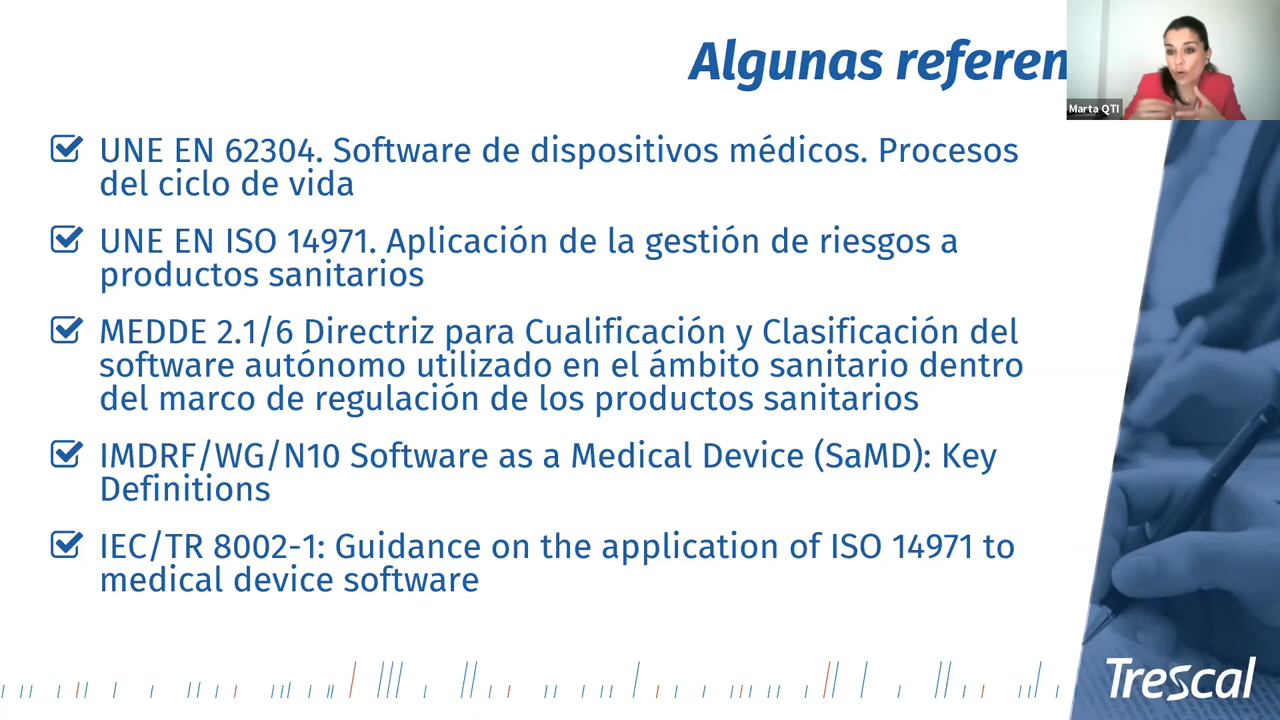 Algunas referen
Marta QTI
UNE EN 62304. Software de dispositivos médicos. Procesos
del ciclo de vida
UNE EN ISO 14971. Aplicación de la gestión de riesgos a
productos sanitarios
MEDDE 2.1/6 Directriz para Cualificación y Clasificación del
software autónomo utilizado en el ámbito sanitario dentro
del marco de regulación de los productos sanitarios
IMDRF/WG/N10 Software as a Medical Device (SaMD): Key
Definitions
IEC/TR 8002-1: Guidance on the application of ISO 14971 to
medical device software
Trescal